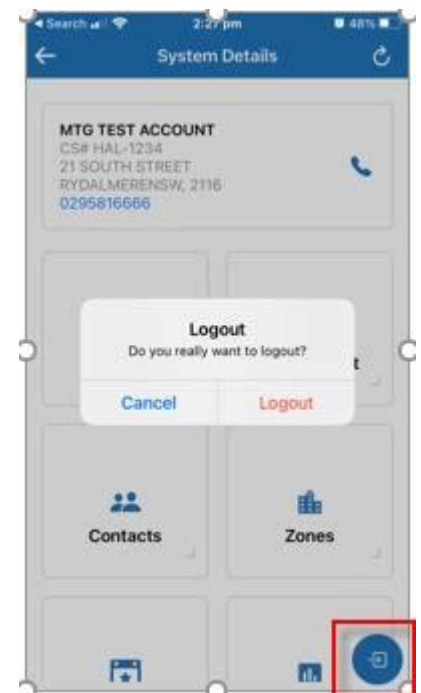 Search
2:27 pm
48%
System Details
MTG TEST ACCOUNT
CS# HAL-1234
21 SOUTH STREET
RYDALMERENSW, 2116
0295816666
Logout
Do you really want to logout?
t
Cancel
Logout
Contacts
Zones